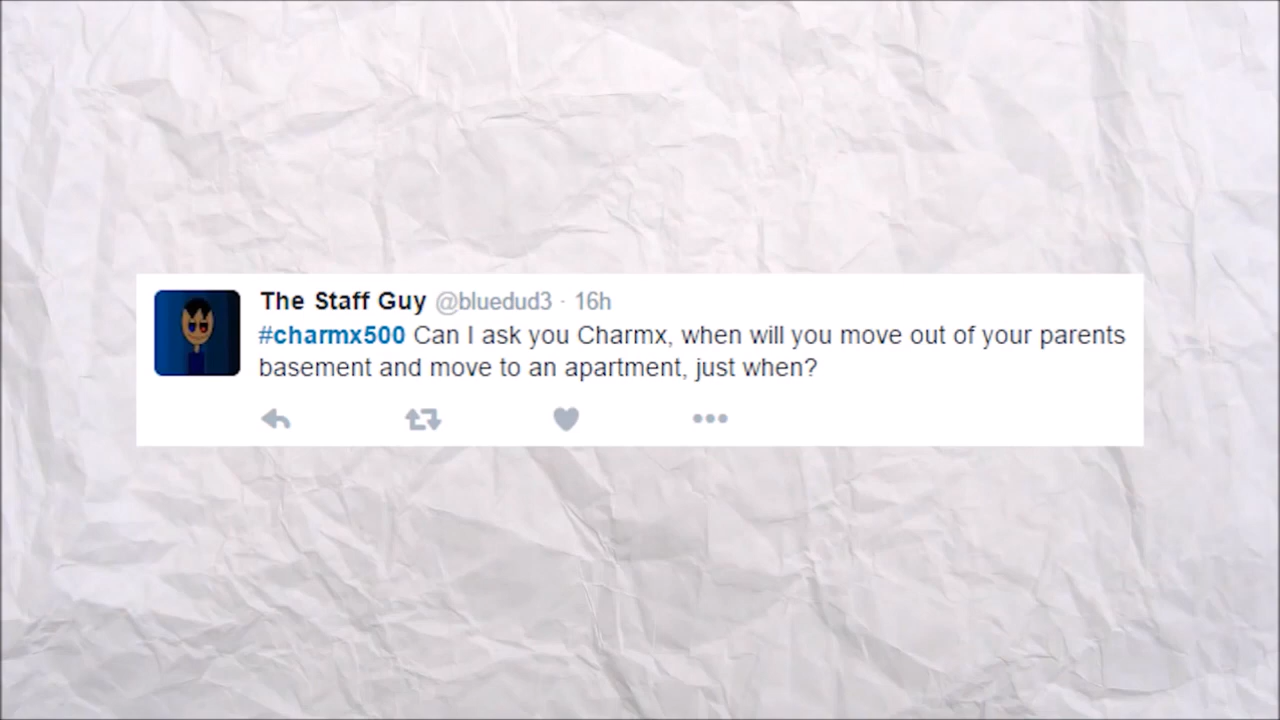 The Staff Guy @bluedud3 · 16h
#charmx500 Can I ask you Charmx, when will you move out of your parents
basement and move to an apartment, just when?